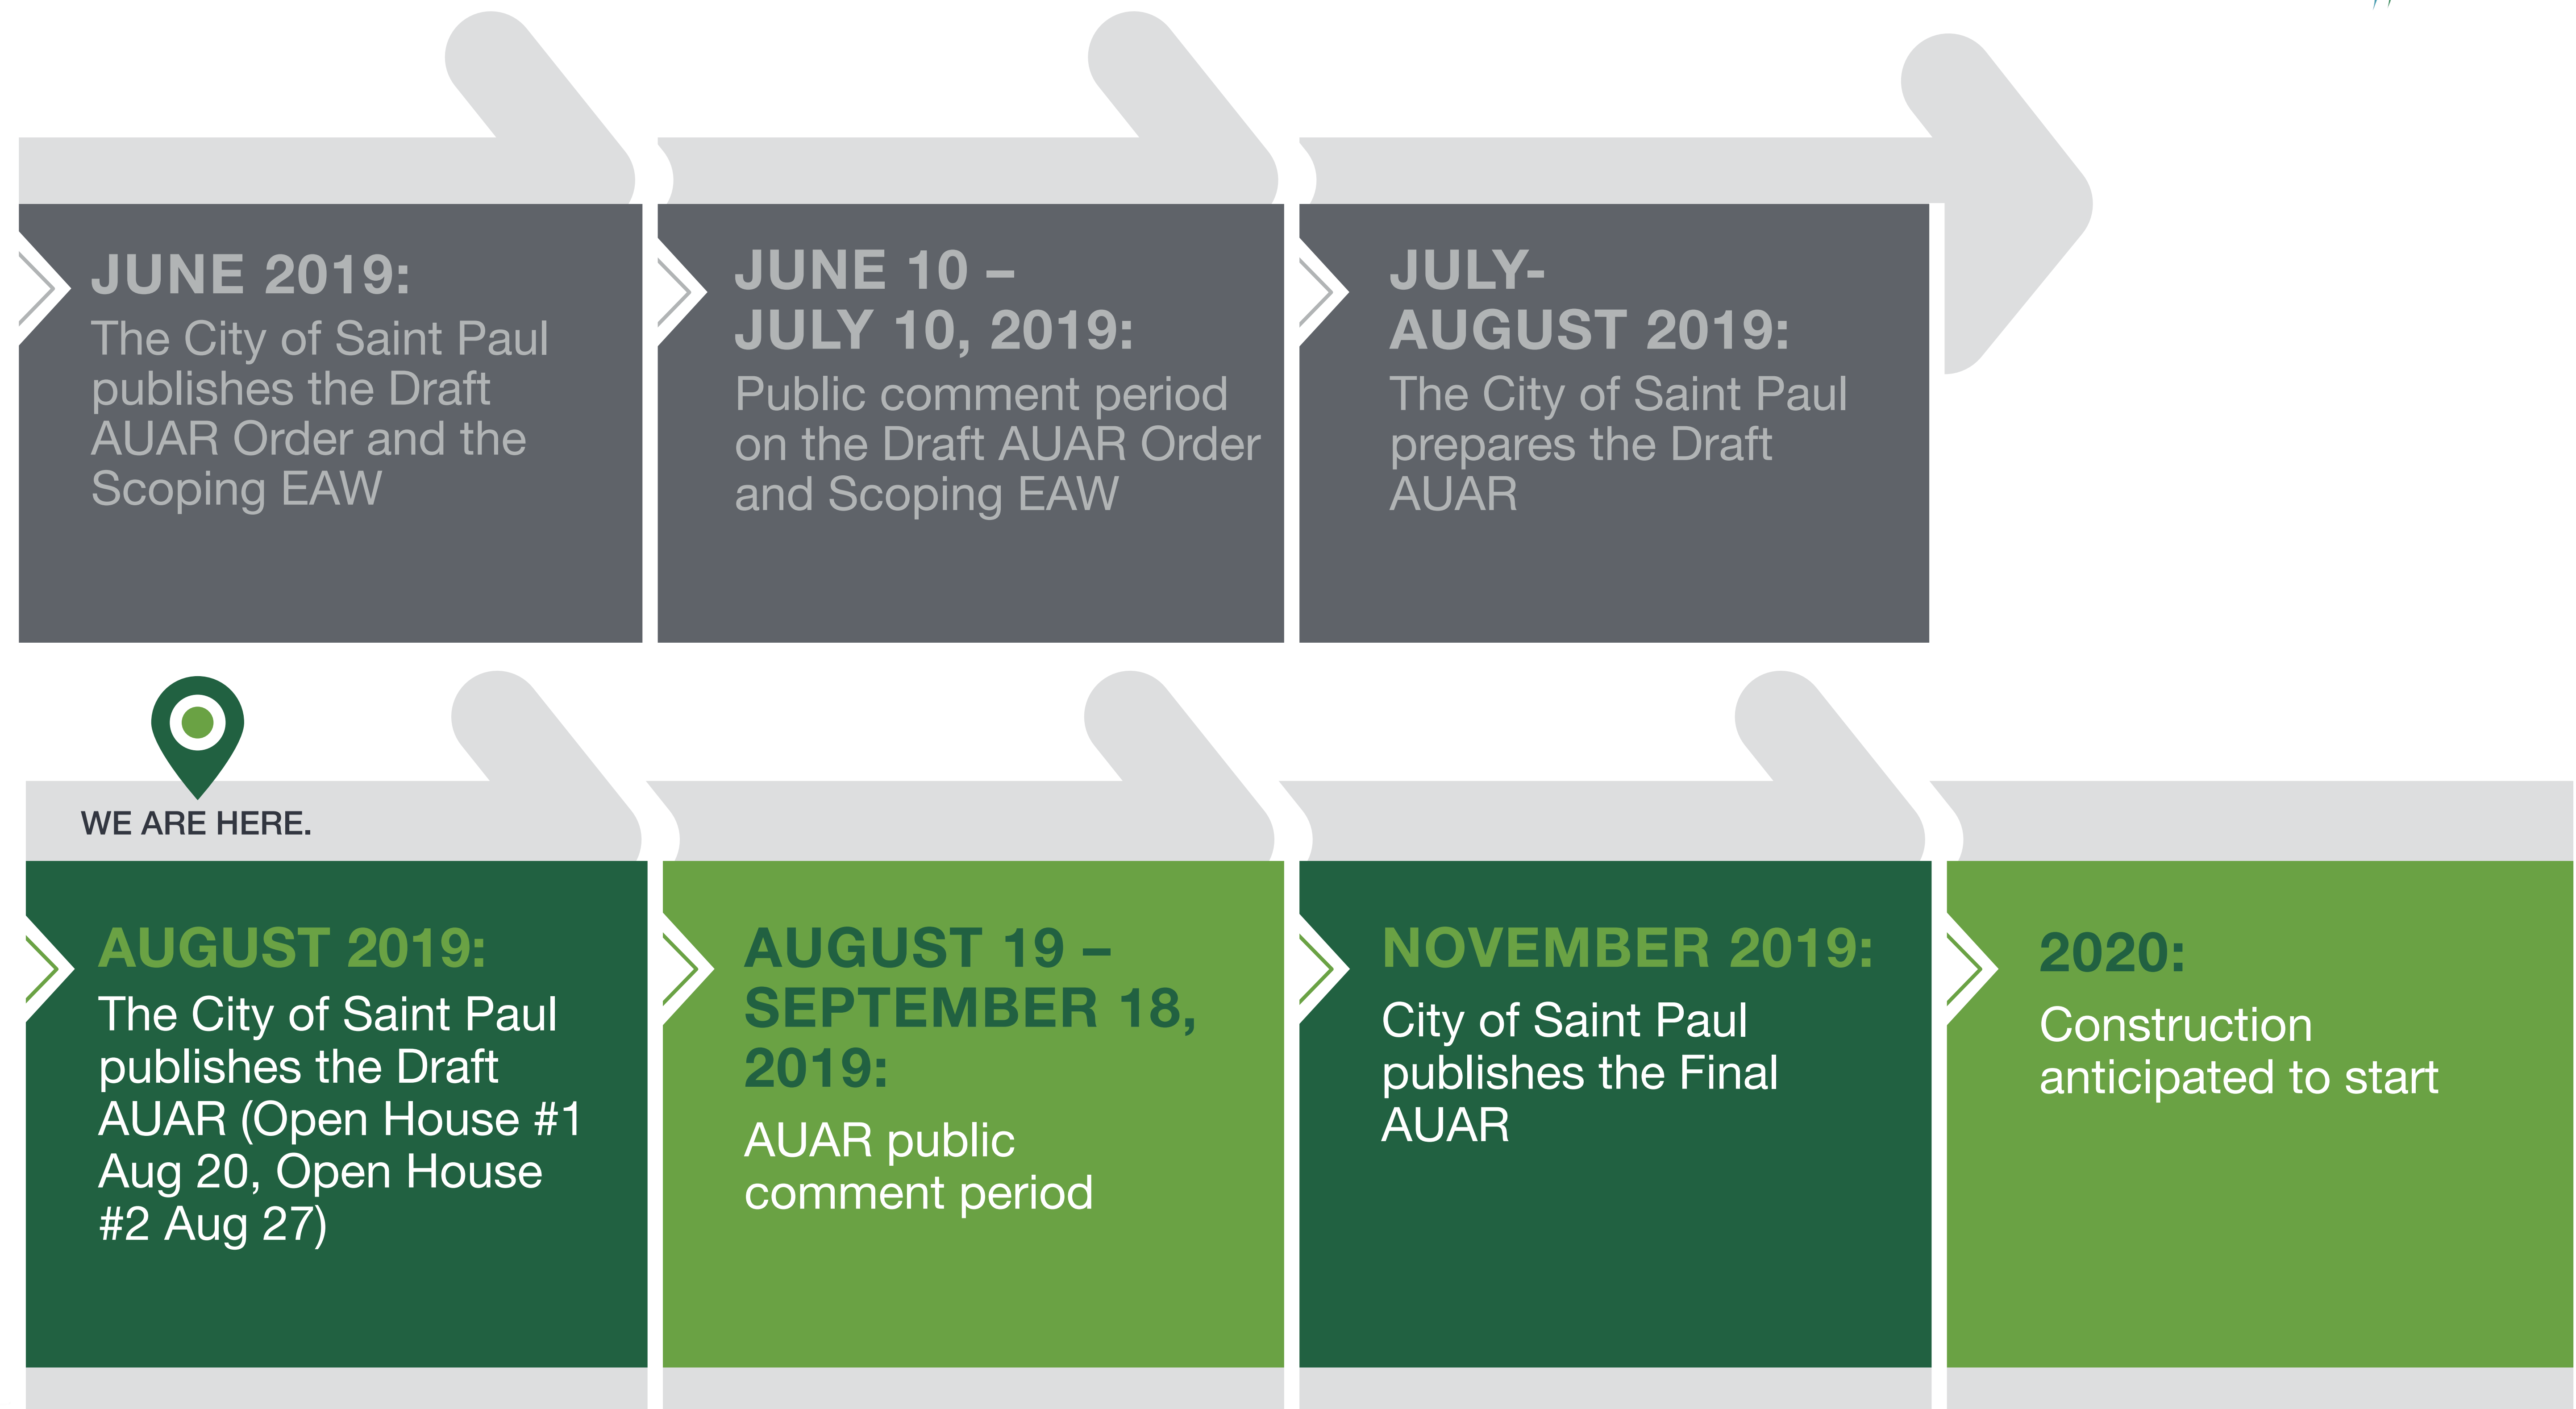 JUNE 2019:
The City of Saint Paul
publishes the Draft
AUAR Order and the
Scoping EAW
JUNE 10 –
JULY 10, 2019:
Public comment period
on the Draft AUAR Order
and Scoping EAW
JULY-
AUGUST 2019:
The City of Saint Paul
prepares the Draft
AUAR
WE ARE HERE.
AUGUST 2019:
The City of Saint Paul
publishes the Draft
AUAR (Open House #1
Aug 20, Open House
#2 Aug 27)
AUGUST 19 –
SEPTEMBER 18,
2019:
AUAR public
comment period
NOVEMBER 2019:
City of Saint Paul
publishes the Final
AUAR
2020:
Construction
anticipated to start